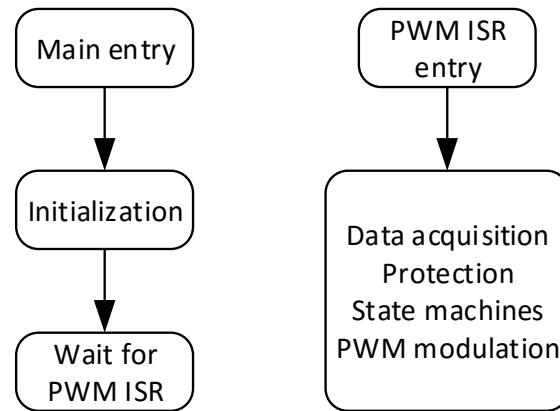 Main entry
Initialization
Wait for
PWM ISR
PWM ISR
entry
Data acquisition
Protection
State machines
PWM modulation